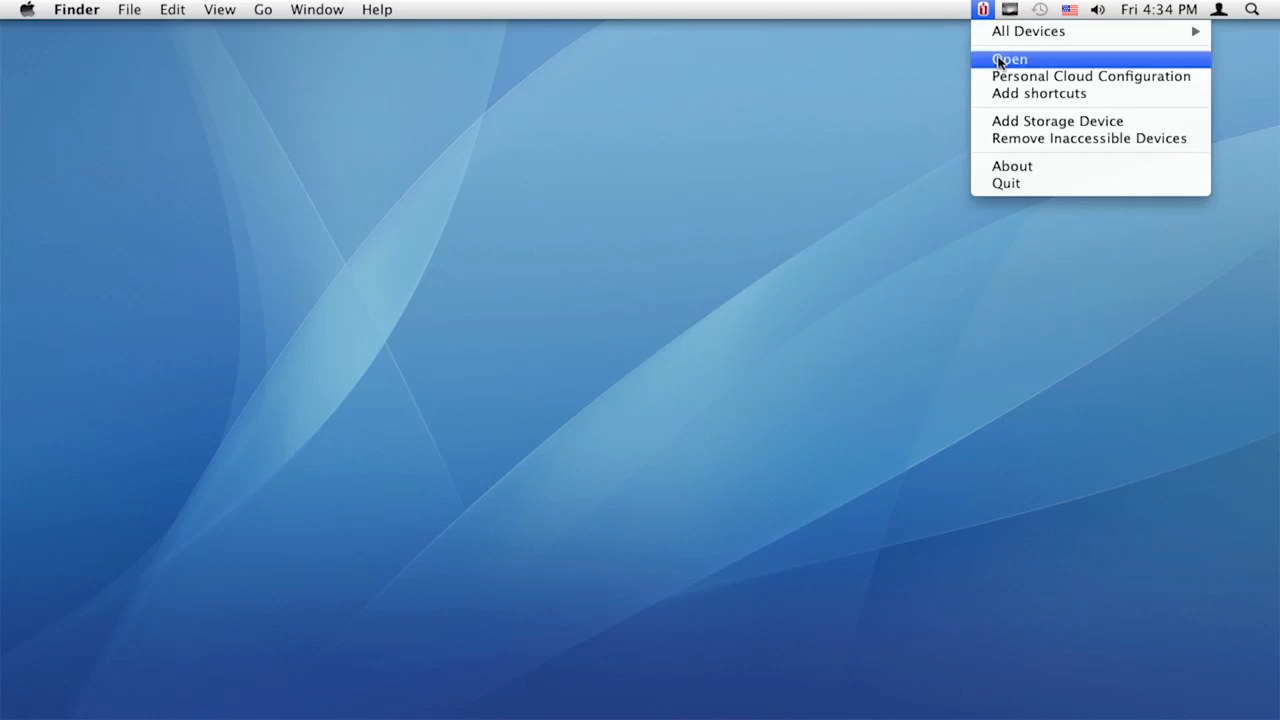 Finder File Edit View Go Window Help Fri 4:34 PM
All Devices
Open
Personal Cloud Configuration
Add shortcuts
Add Storage Device
Remove Inaccessible Devices
About
Quit